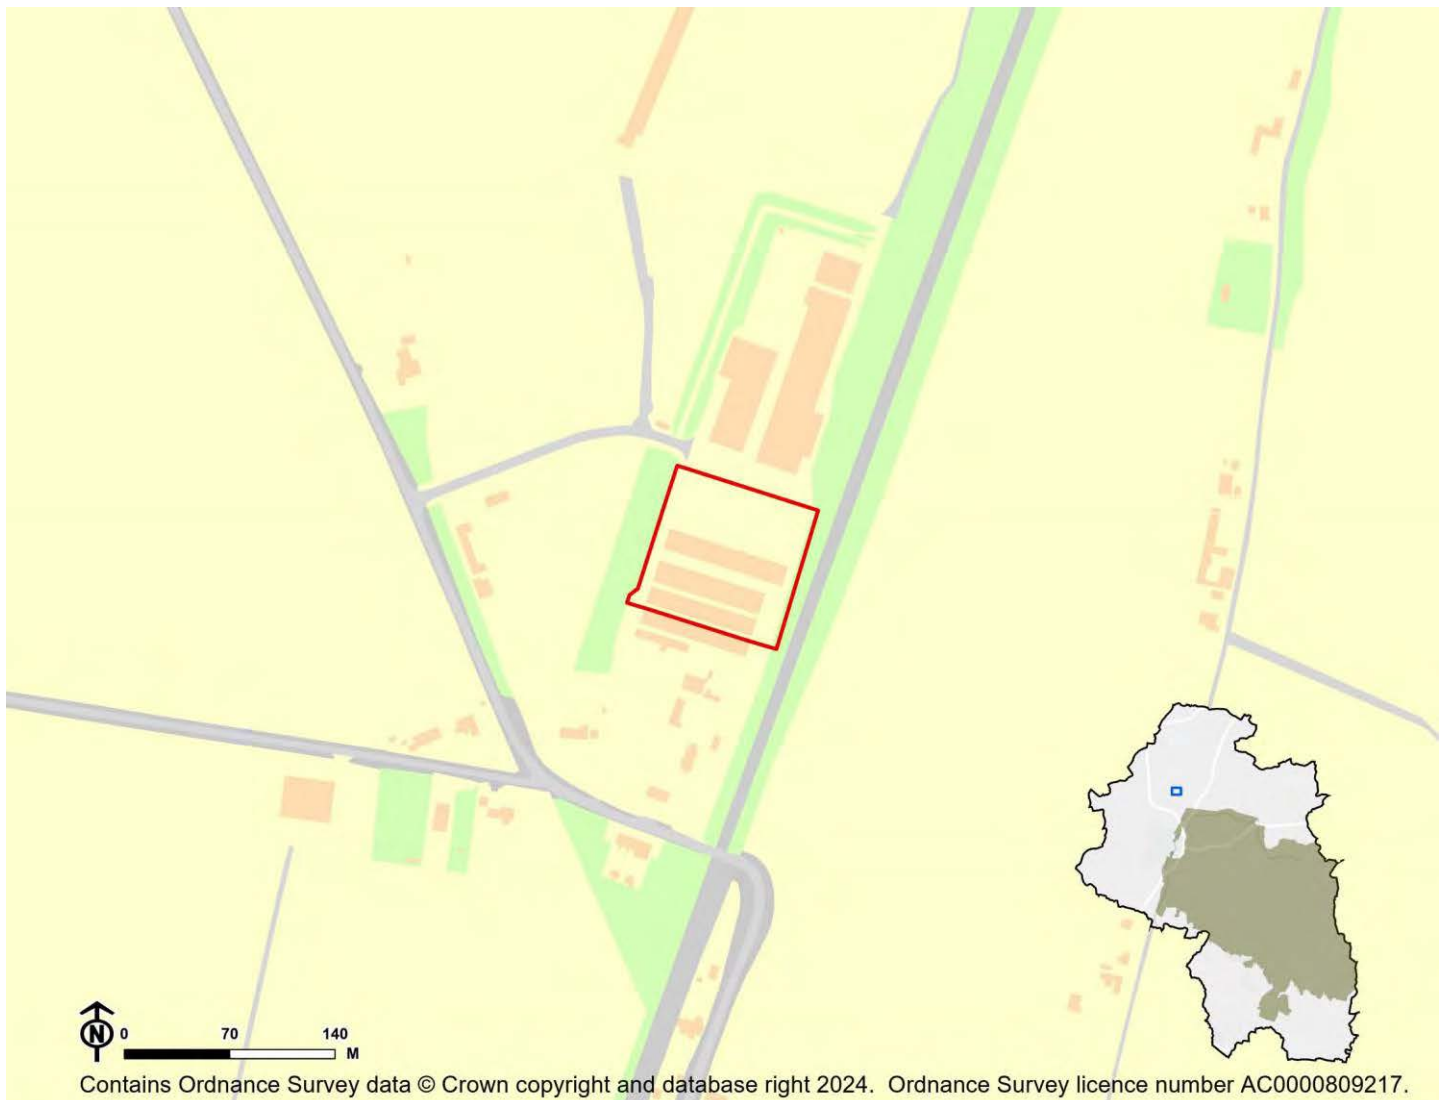 N 0 70 140
M
Contains Ordnance Survey data © Crown copyright and database right 2024. Ordnance Survey licence number AC0000809217.